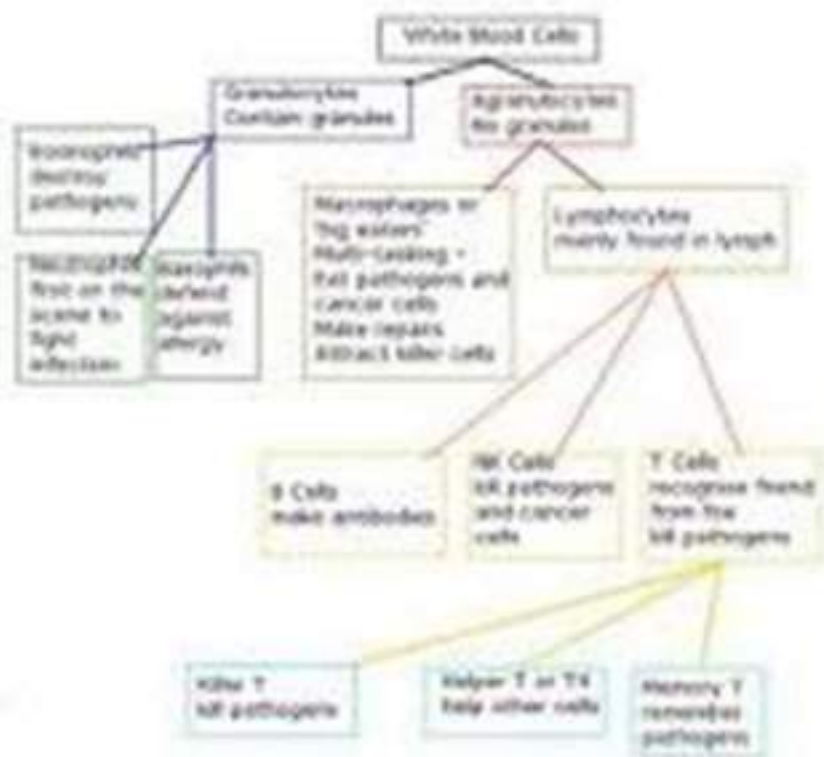 White Blood Cells
Granulocytes
Contain granules
Agranulocytes
No granules
Eosinophils
destroy
pathogens
Neutrophils
first on the
scene to
fight
infection
Basophils
defend
against
allergy
Macrophages or
'big eaters'
Multi-tasking -
Eat pathogens and
cancer cells
Make repairs
Attract killer cells
Lymphocytes
mainly found in lymph
B Cells
make antibodies
NK Cells
kill pathogens
and cancer
cells
T Cells
recognise friend
from foe
kill pathogens
Killer T
kill pathogens
Helper T or T4
help other cells
Memory T
remember
pathogens